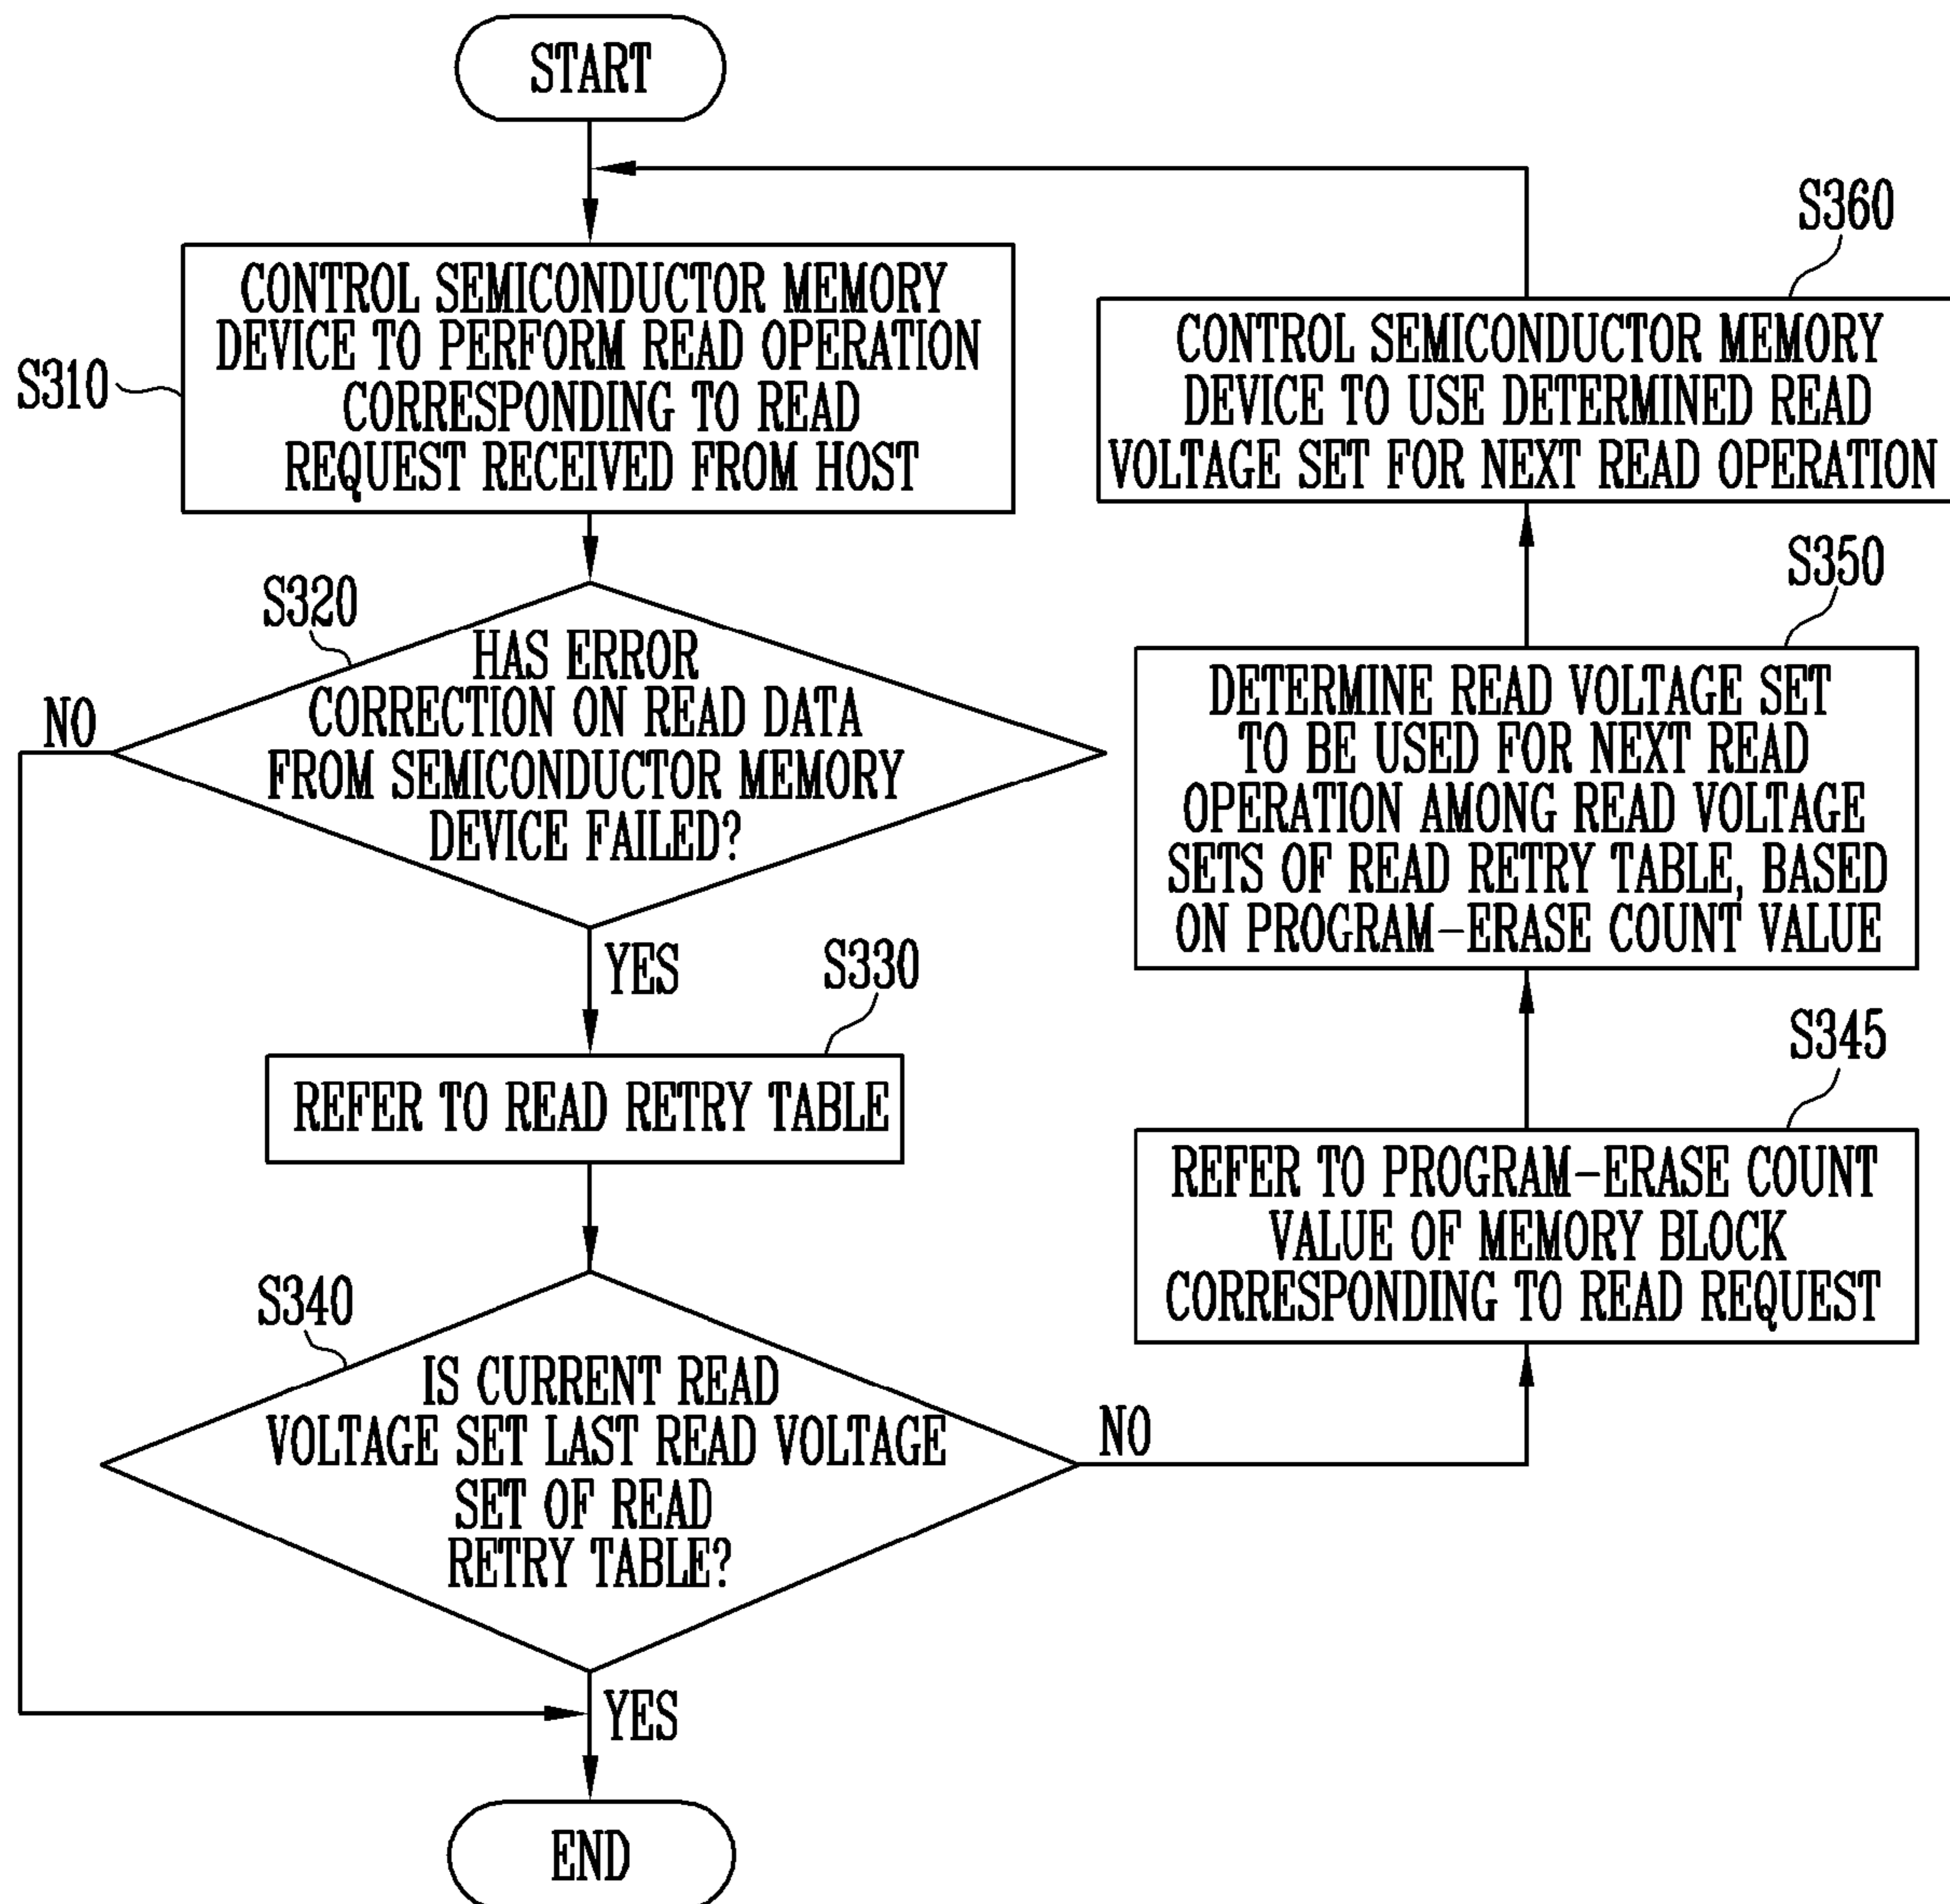 START
S310
CONTROL SEMICONDUCTOR MEMORY
DEVICE TO PERFORM READ OPERATION
CORRESPONDING TO READ
REQUEST RECEIVED FROM HOST
S320
HAS ERROR
CORRECTION ON READ DATA
FROM SEMICONDUCTOR MEMORY
DEVICE FAILED?
NO
YES
S330
REFER TO READ RETRY TABLE
S340
IS CURRENT READ
VOLTAGE SET LAST READ VOLTAGE
SET OF READ
RETRY TABLE?
NO
YES
S345
REFER TO PROGRAM-ERASE COUNT
VALUE OF MEMORY BLOCK
CORRESPONDING TO READ REQUEST
S350
DETERMINE READ VOLTAGE SET
TO BE USED FOR NEXT READ
OPERATION AMONG READ VOLTAGE
SETS OF READ RETRY TABLE, BASED
ON PROGRAM-ERASE COUNT VALUE
S360
CONTROL SEMICONDUCTOR MEMORY
DEVICE TO USE DETERMINED READ
VOLTAGE SET FOR NEXT READ OPERATION
END